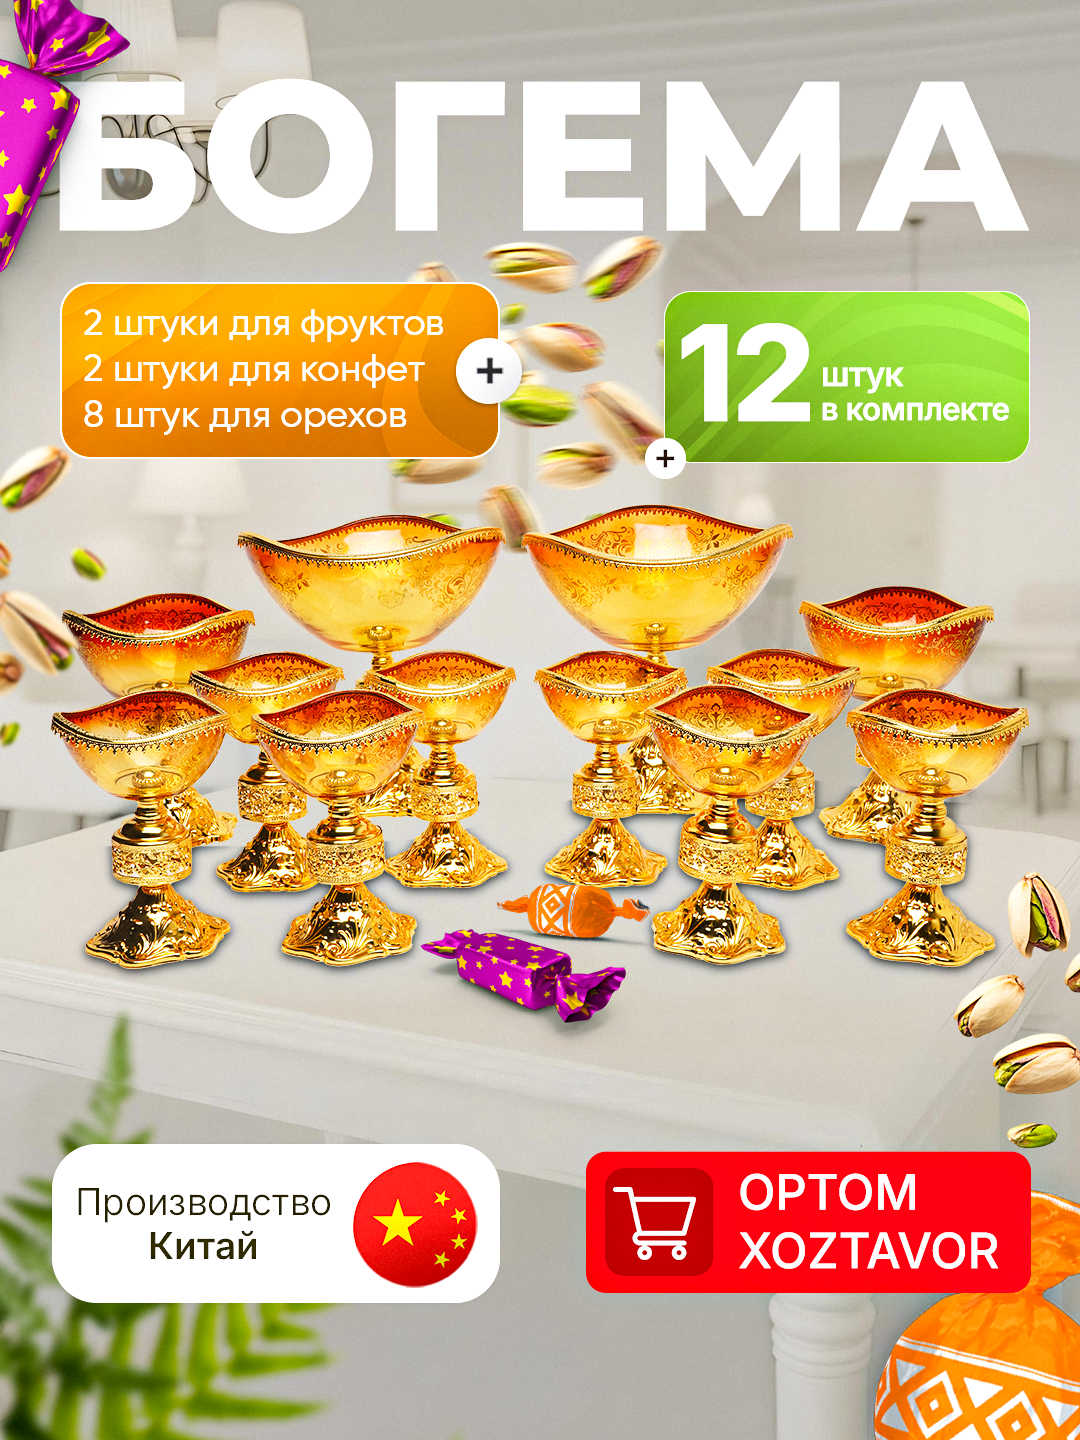 БОГЕМА
2 штуки для фруктов
2 штуки для конфет
8 штук для орехов
+
12 штук
в комплекте
+
Производство
Китай
OPTOM
XOZTAVOR